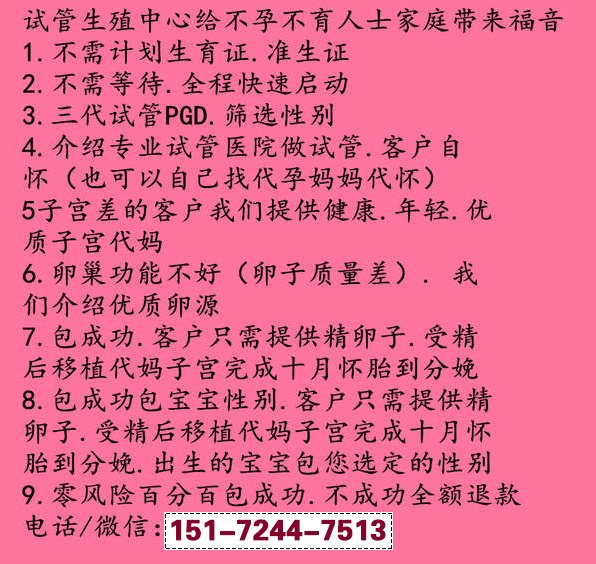 试管生殖中心给不孕不育人士家庭带来福音
1.不需计划生育证.准生证
2.不需等待.全程快速启动
3.三代试管PGD.筛选性别
4.介绍专业试管医院做试管.客户自
怀（也可以自己找代孕妈妈代怀）
5子宫差的客户我们提供健康.年轻.优
质子宫代妈
6.卵巢功能不好（卵子质量差）. 我
们介绍优质卵源
7.包成功.客户只需提供精卵子.受精
后移植代妈子宫完成十月怀胎到分娩
8.包成功包宝宝性别.客户只需提供精
卵子.受精后移植代妈子宫完成十月怀
胎到分娩.出生的宝宝包您选定的性别
9.零风险百分百包成功.不成功全额退款
电话/微信:151-7244-7513